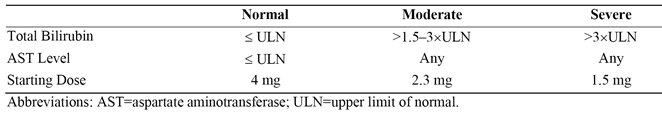 Normal Moderate Severe
Total Bilirubin ≤ ULN >1.5–3×ULN >3×ULN
AST Level ≤ ULN Any Any
Starting Dose 4 mg 2.3 mg 1.5 mg
Abbreviations: AST=aspartate aminotransferase; ULN=upper limit of normal.